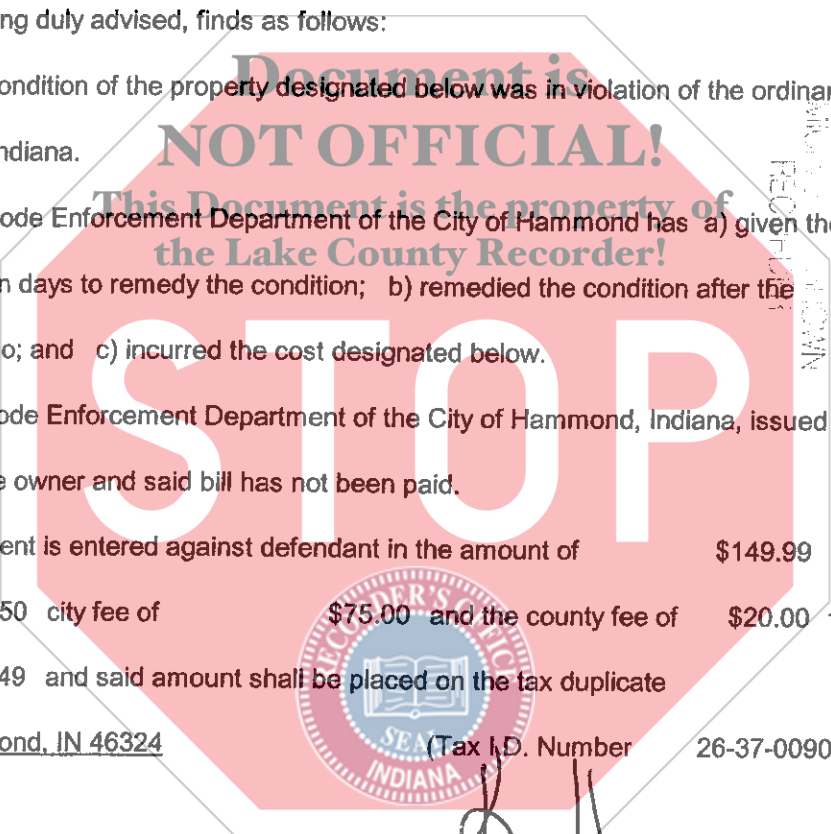 ng duly advised, finds as follows:
Document is
ondition of the property designated below was in violation of the ordinar
NOT OFFICIAL!
ndiana.
This Document is the property of
ode Enforcement Department of the City of Hammond has a) given the
the Lake County Recorder!
n days to remedy the condition; b) remedied the condition after the
o; and c) incurred the cost designated below.
STOP
ode Enforcement Department of the City of Hammond, Indiana, issued
e owner and said bill has not been paid.
ent is entered against defendant in the amount of $149.99
50 city fee of $75.00 and the county fee of $20.00
49 and said amount shall be placed on the tax duplicate
RECORDER'S OFFICE
SEAL
INDIANA
ond, IN 46324 (Tax I.D. Number 26-37-0090